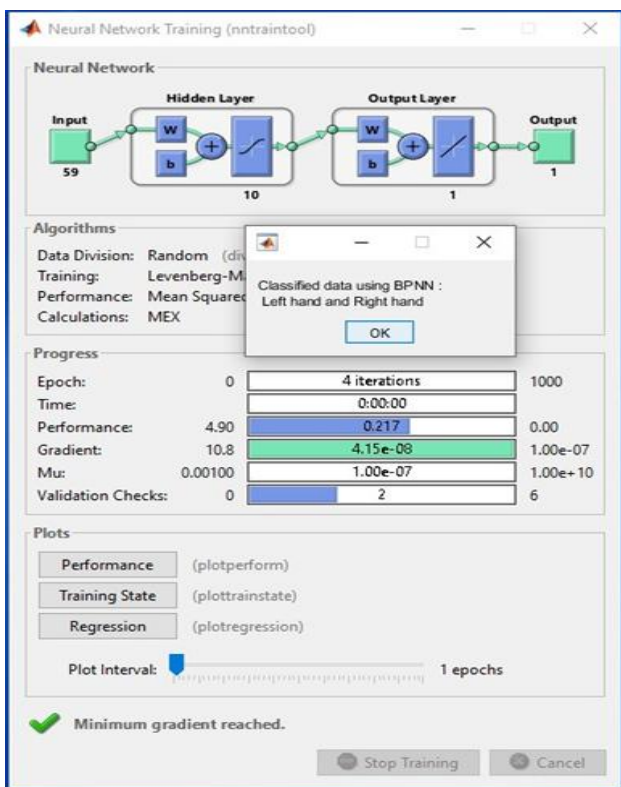 Neural Network Training (nntraintool)
Neural Network
Hidden Layer Output Layer
Input Output
W W
b b
59 10 1 1
Algorithms
Data Division: Random
Training:
Performance: Mean Squared
Calculations: MEX
Classified data using BPNN :
Left hand and Right hand
OK
Progress
Epoch: 0 4 iterations 1000
Time: 0:00:00
Performance: 4.90 0.217 0.00
Gradient: 10.8 4.15e-08 1.00e-07
Mu: 0.00100 1.00e-07 1.00e+10
Validation Checks: 0 2 6
Plots
Performance (plotperform)
Training State (plottrainstate)
Regression (plotregression)
Plot Interval: 1 epochs
Minimum gradient reached.
Stop Training Cancel